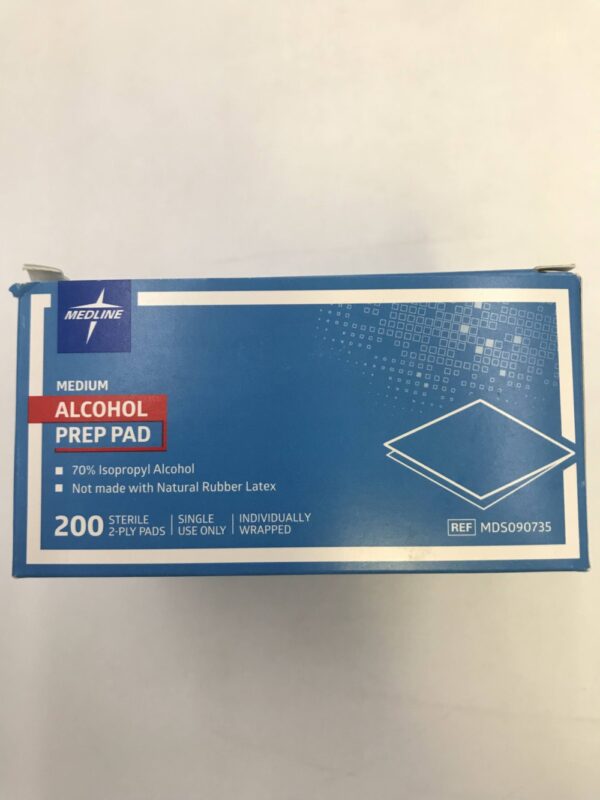 MEDLINE
MEDIUM
ALCOHOL
PREP PAD
70% Isopropyl Alcohol
Not made with Natural Rubber Latex
200 STERILE 2-PLY PADS | SINGLE USE ONLY | INDIVIDUALLY WRAPPED
REF MDS090735